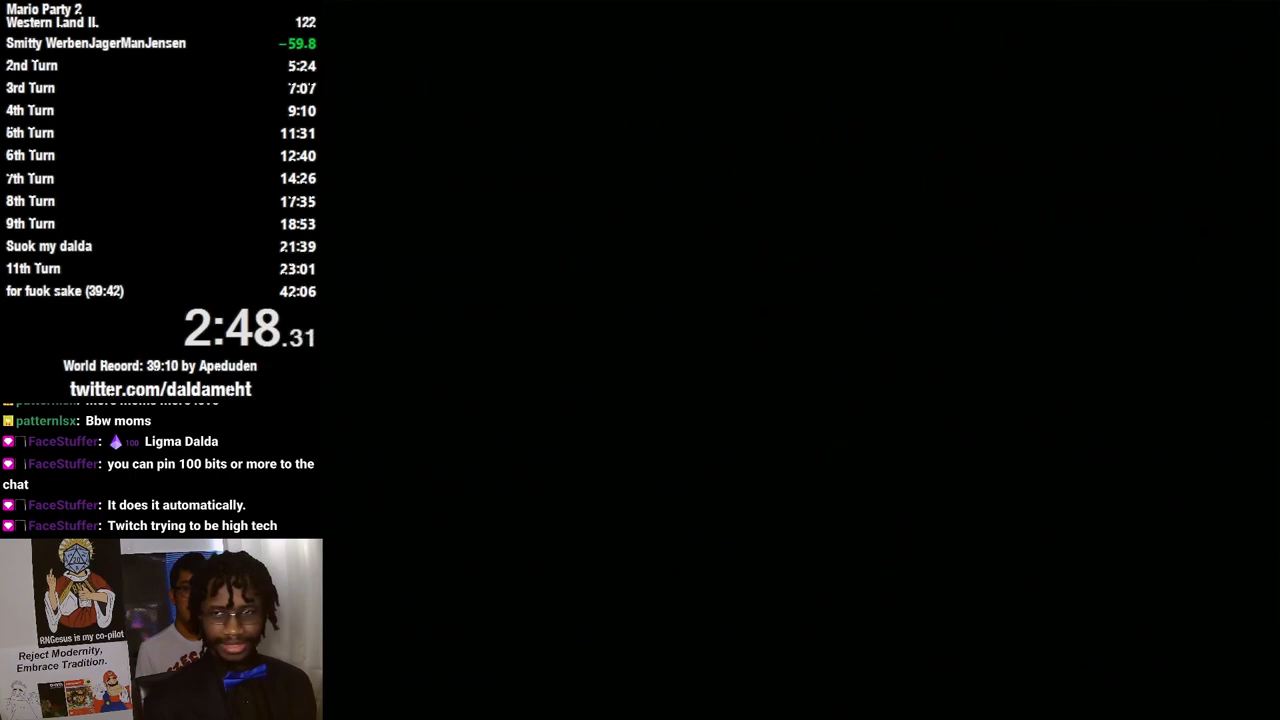 Mario Party 2
Western Land II.
122
Smitty WerbenJagerManJensen −59.8
2nd Turn 5:24
3rd Turn 7:07
4th Turn 9:10
5th Turn 11:31
6th Turn 12:40
7th Turn 14:26
8th Turn 17:35
9th Turn 18:53
Suok my dalda 21:39
11th Turn 23:01
for fuok sake (39:42) 42:06
2:48.31
World Reoord: 39:10 by Apeduden
twitter.com/daldameht
patternlsx: Bbw moms
FaceStuffer: 100 Ligma Dalda
FaceStuffer: you can pin 100 bits or more to the
chat
FaceStuffer: It does it automatically.
FaceStuffer: Twitch trying to be high tech
RNGesus is my co-pilot
Reject Modernity,
Embrace Tradition.